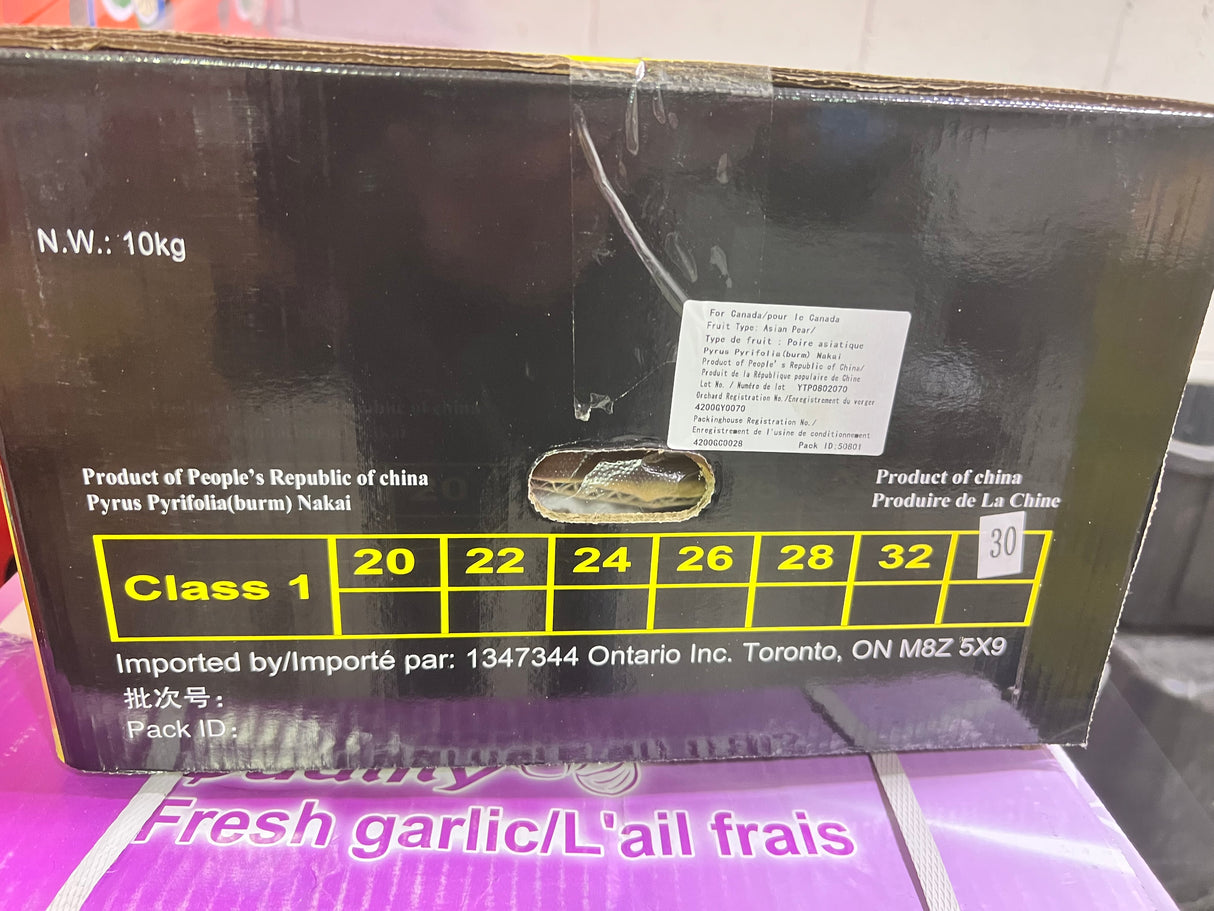 N.W.: 10kg
For Canada/pour le Canada
Fruit Type: Asian Pear/
Type de fruit : Poire asiatique
Pyrus Pyrifolia(burm) Nakai
Product of People's Republic of China/
Produit de la République populaire de Chine
Lot No. / Numéro de lot YTP0802070
Orchard Registration No./Enregistrement du verger
4200GY0070
Packinghouse Registration No./
Enregistrement de l'usine de conditionnement
4200GC0028 Pack ID:50801
Product of People's Republic of china
Pyrus Pyrifolia(burm) Nakai
Product of china
Produire de La Chine
Class 1 20 22 24 26 28 32 30
Imported by/Importé par: 1347344 Ontario Inc. Toronto, ON M8Z 5X9
批次号:
Pack ID:
Fresh garlic/L'ail frais